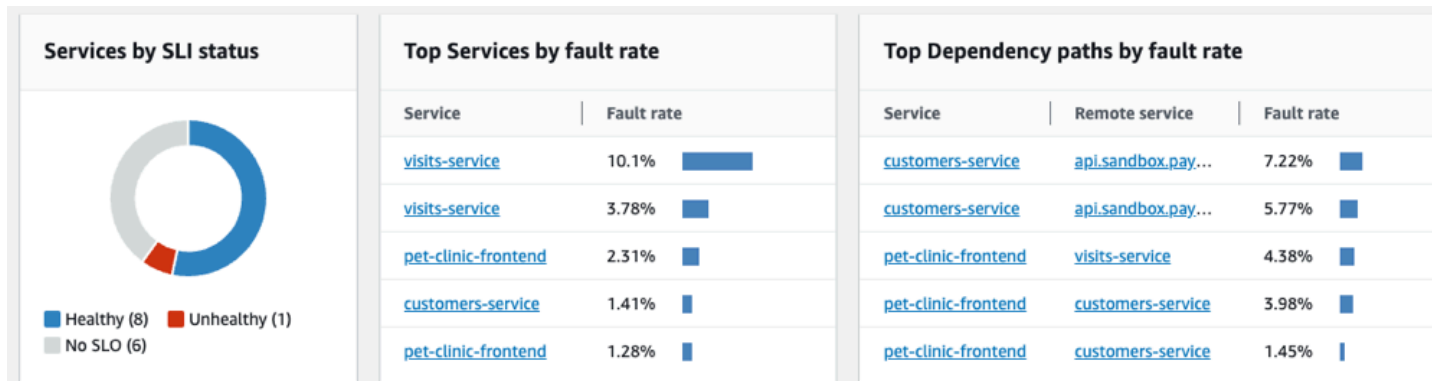 Services by SLI status
Healthy (8) Unhealthy (1)
No SLO (6)
Top Services by fault rate
Service Fault rate
visits-service 10.1%
visits-service 3.78%
pet-clinic-frontend 2.31%
customers-service 1.41%
pet-clinic-frontend 1.28%
Top Dependency paths by fault rate
Service Remote service Fault rate
customers-service api.sandbox.pay... 7.22%
customers-service api.sandbox.pay... 5.77%
pet-clinic-frontend visits-service 4.38%
pet-clinic-frontend customers-service 3.98%
pet-clinic-frontend customers-service 1.45%